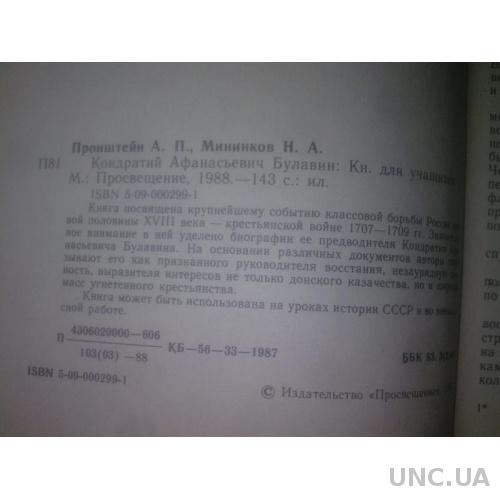 Пронштейн А. П., Мининков Н. А.
П81 Кондратий Афанасьевич Булавин: Кн. для учащихся.
М.: Просвещение, 1988.—143 с.: ил.
ISBN 5-09-000299-1
Книга посвящена крупнейшему событию классовой борьбы России
вой половины XVIII века — крестьянской войне 1707—1709 гг.
ное внимание в ней уделено биографии ее предводителя Кондратия
насьевича Булавина. На основании различных документов авторы
зывают его как признанного руководителя восстания, незаурядную
ность, выразителя интересов не только донского казачества, но и
масс угнетенного крестьянства.
Книга может быть использована на уроках истории СССР и во
сной работе.
П 4306020000—606
103(03) —88 КБ—56—33—1987
ББК
ISBN 5-09-000299-1
© Издательство «Просвещение»
1*
UNC.UA